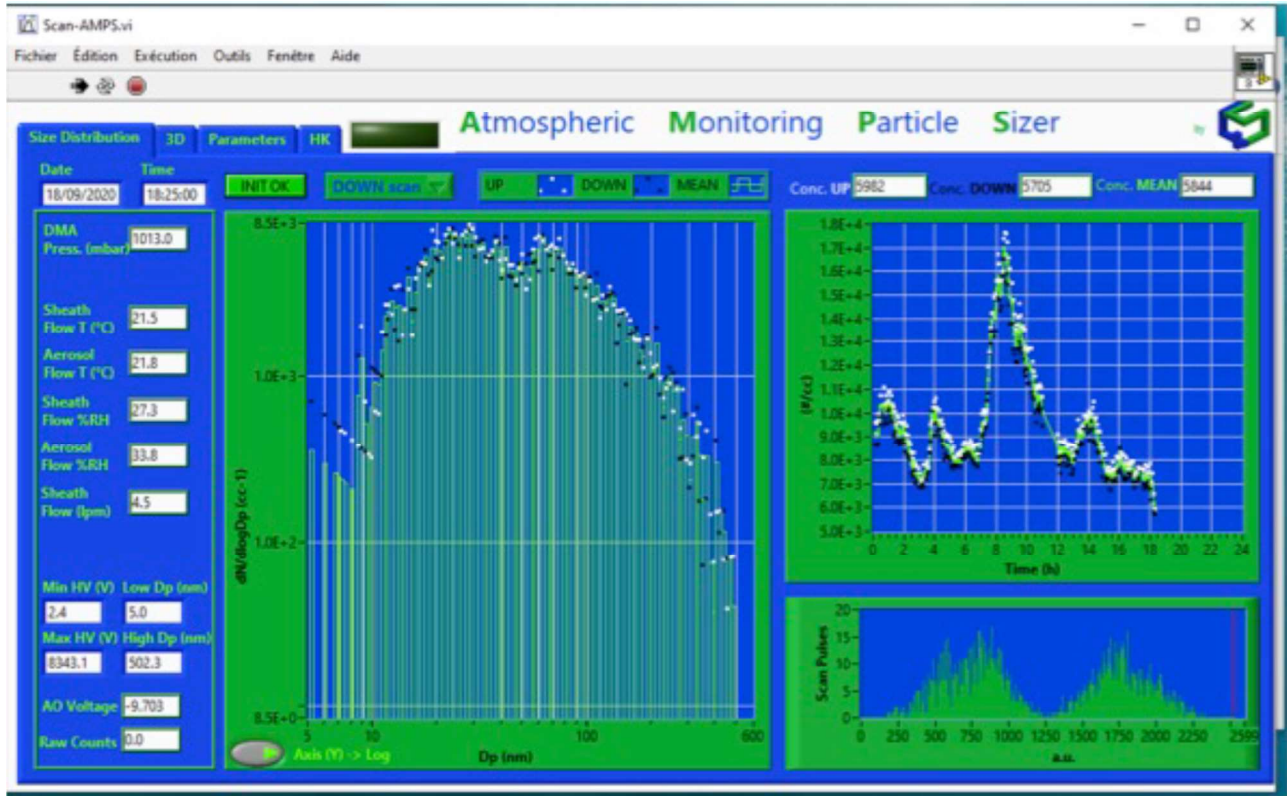 Scan-AMPS.vi
Fichier Édition Exécution Outils Fenêtre Aide
Atmospheric Monitoring Particle Sizer
by
Size Distribution 3D Parameters HK
Date Time
18/09/2020 18:25:00
INIT OK DOWN scan UP DOWN MEAN
Conc. UP 5982 Conc. DOWN 5705 Conc. MEAN 5844
DMA
Press. (mbar) 1013.0
Sheath
Flow T (°C) 21.5
Aerosol
Flow T (°C) 21.8
Sheath
Flow %RH 27.3
Aerosol
Flow %RH 33.8
Sheath
Flow (lpm) 4.5
Min HV (V) Low Dp (nm)
2.4 5.0
Max HV (V) High Dp (nm)
8343.1 502.3
AO Voltage -9.703
Raw Counts 0.0
8.5E+3
1.0E+3
1.0E+2
8.5E+0
dN/dlogDp (cc-1)
5 10 100 600
Dp (nm)
Axis (Y) -> Log
1.8E+4
1.7E+4
1.6E+4
1.5E+4
1.4E+4
1.2E+4
1.1E+4
1.0E+4
9.0E+3
8.0E+3
7.0E+3
6.0E+3
5.0E+3
(#/cc)
0 2 4 6 8 10 12 14 16 18 20 22 24
Time (h)
20
15
10
5
0
Scan Pulses
0 250 500 750 1000 1250 1500 1750 2000 2250 2599
a.u.